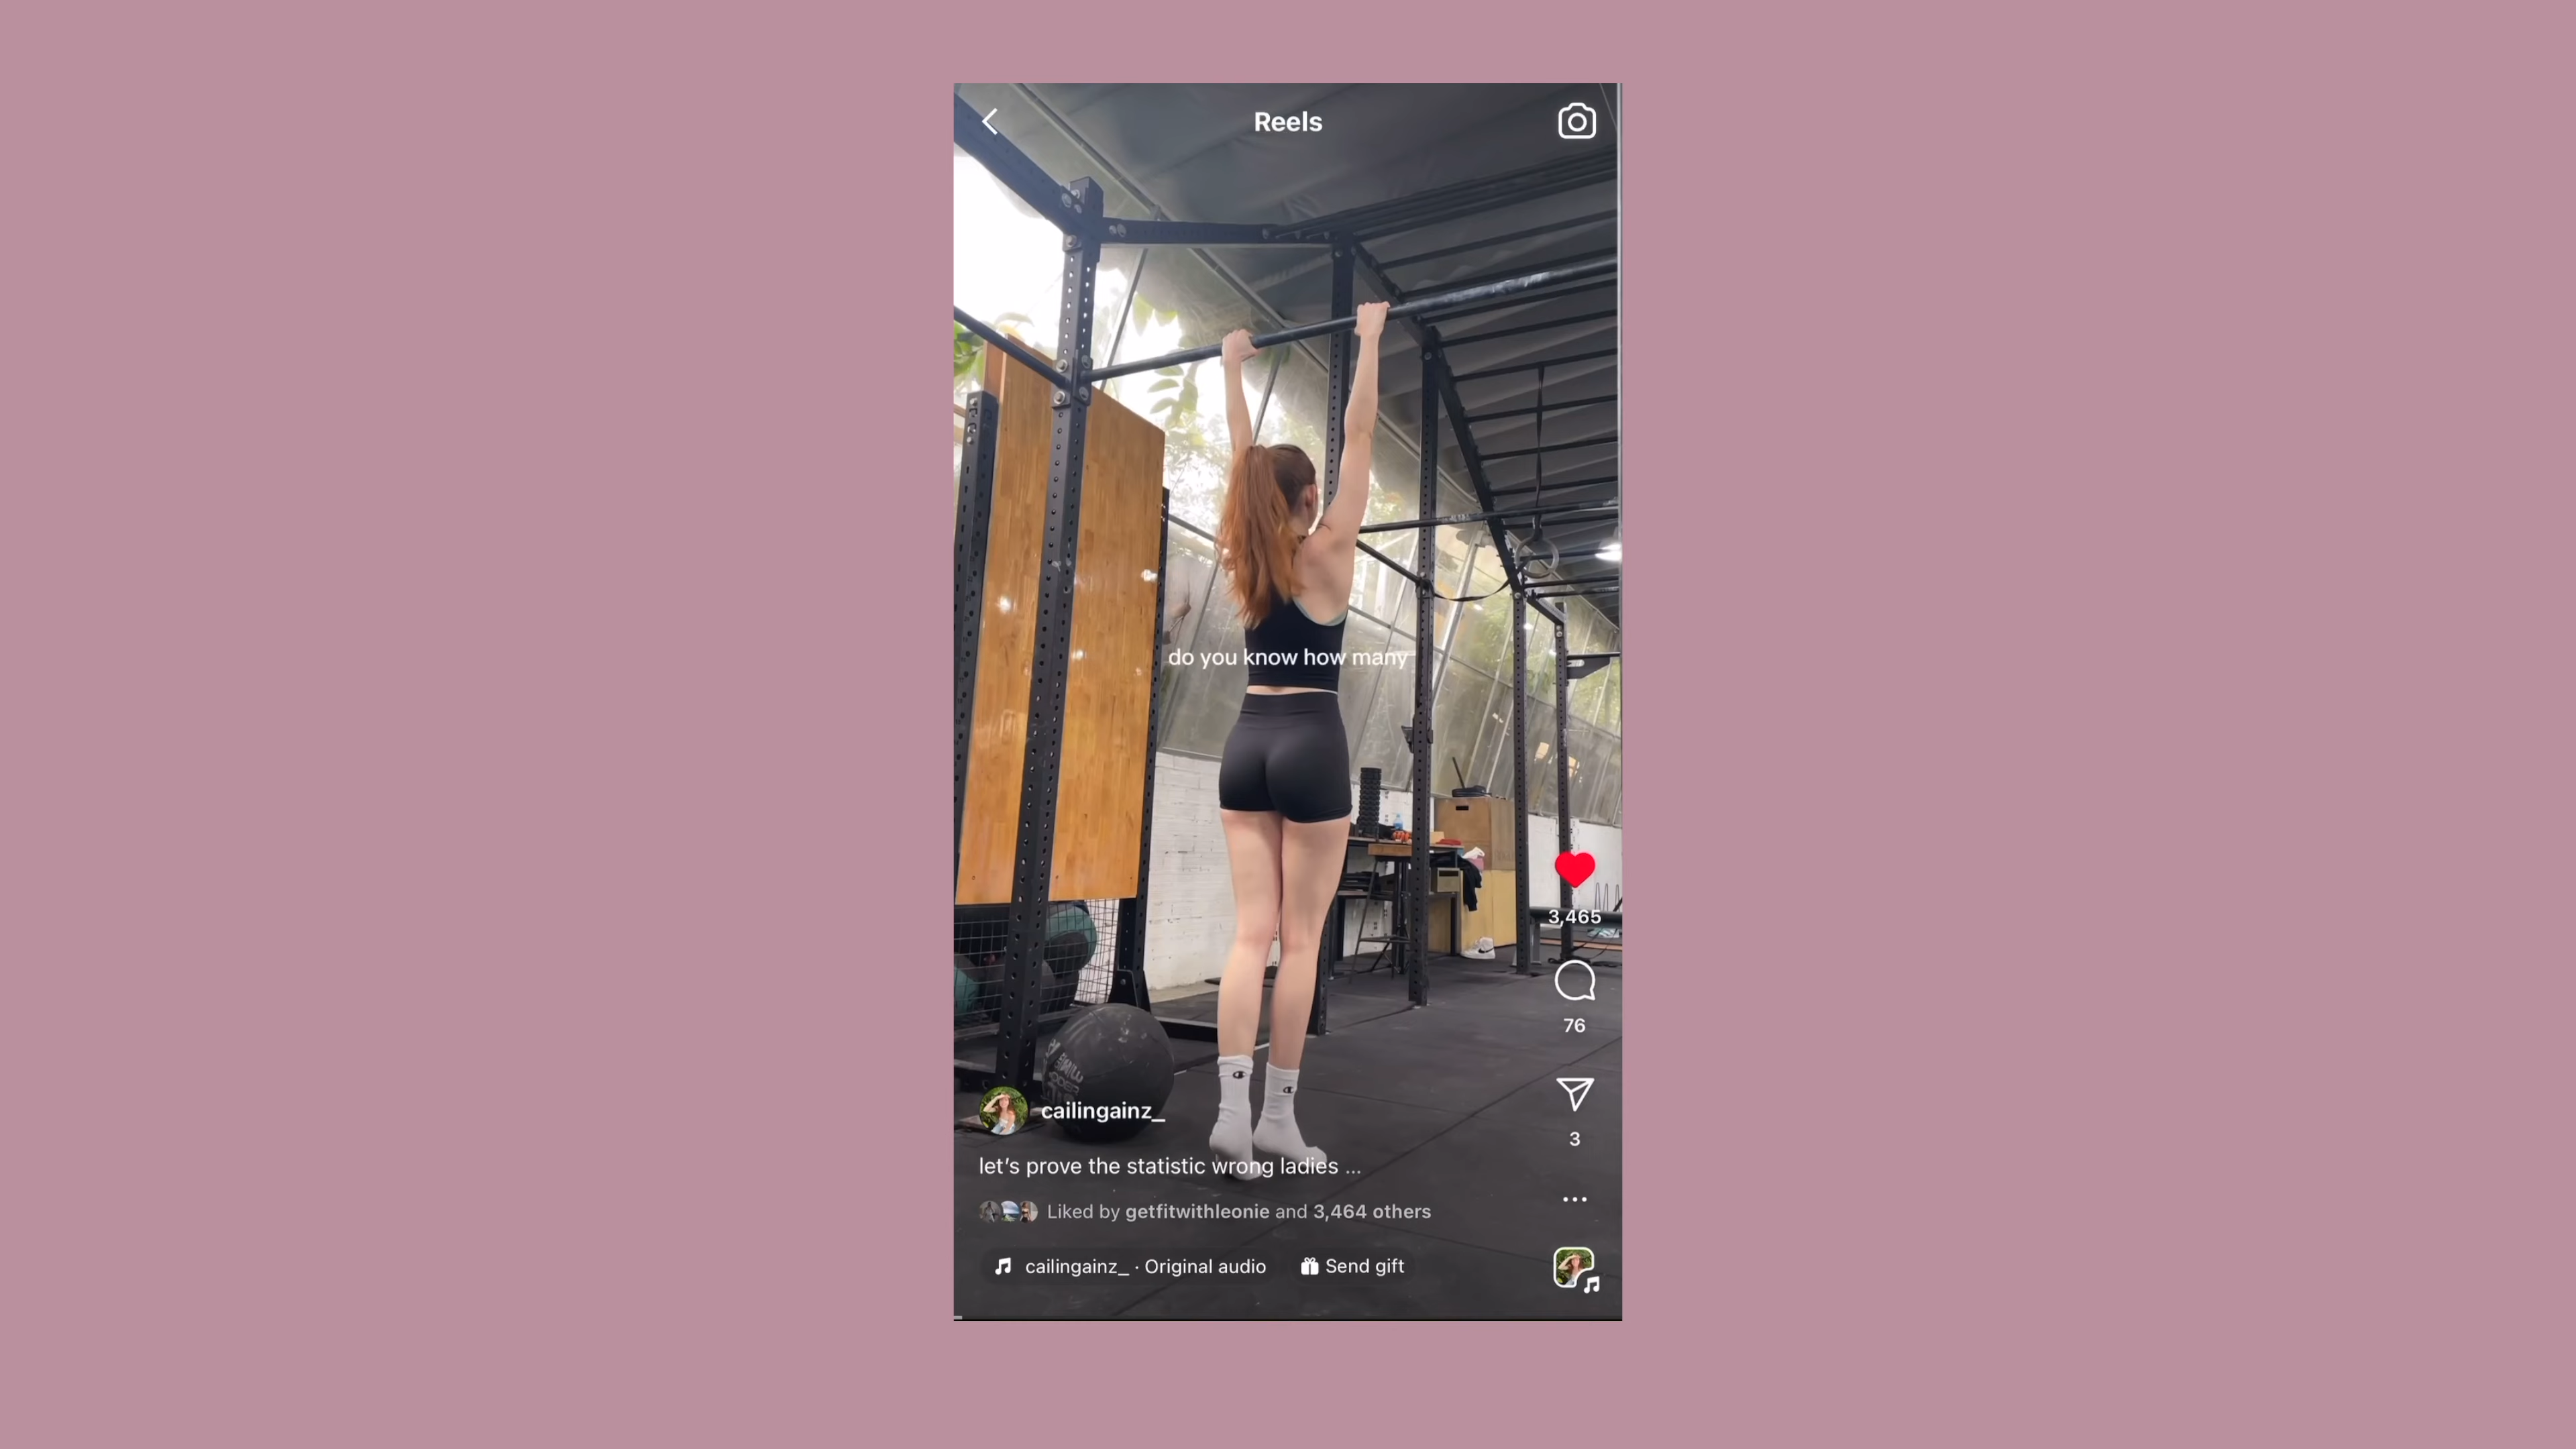 Reels
do you know how many
3,465
76
cailingainz_
3
let's prove the statistic wrong ladies ...
Liked by getfitwithleonie and 3,464 others
cailingainz_ · Original audio
Send gift